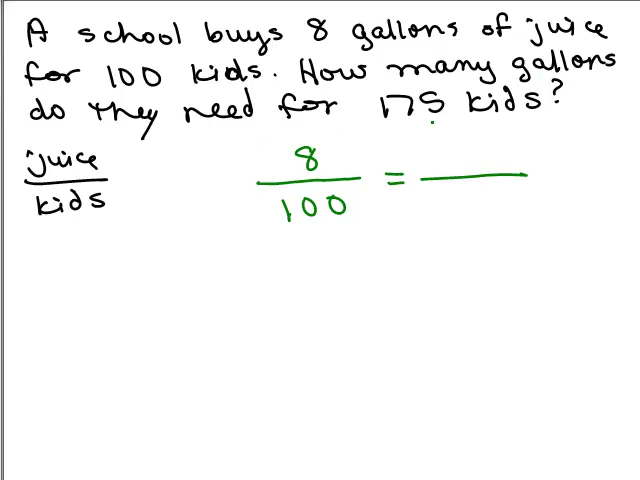 A school buys 8 gallons of juice
for 100 kids. How many gallons
do they need for 175 kids?
juice
kids
8
100
=